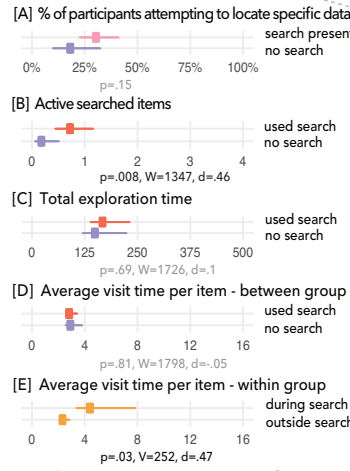 [A] % of participants attempting to locate specific data
search present
no search
0% 25% 50% 75% 100%
p=.15
[B] Active searched items
used search
no search
0 1 2 3 4
p=.008, W=1347, d=.46
[C] Total exploration time
used search
no search
0 125 250 375 500
p=.69, W=1726, d=.1
[D] Average visit time per item - between group
used search
no search
0 4 8 12 16
p=.81, W=1798, d=-.05
[E] Average visit time per item - within group
during search
outside search
0 4 8 12 16
p=.03, V=252, d=.47